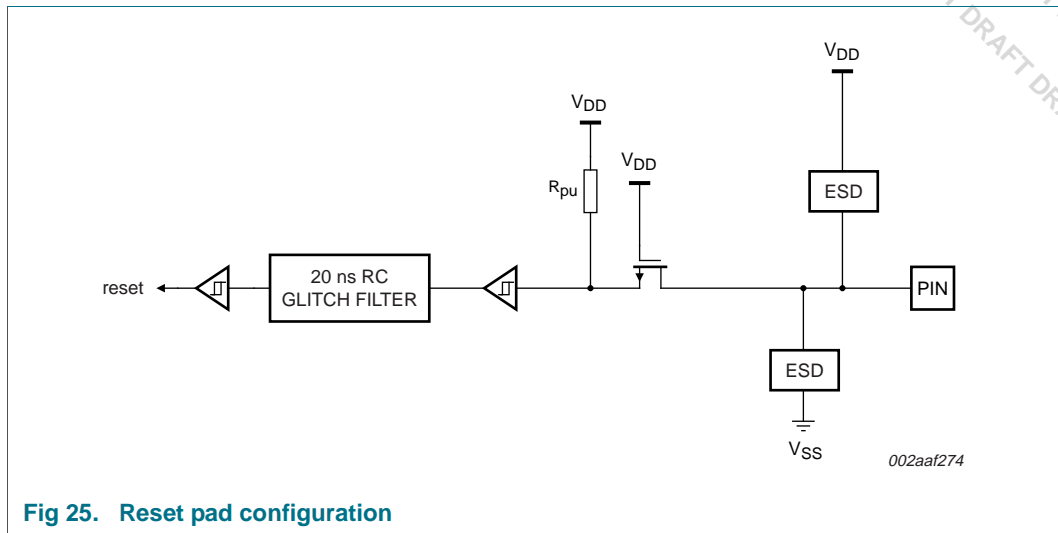 DRAFT DRA
VDD
VDD
VDD
Rpu
ESD
20 ns RC
GLITCH FILTER
reset
PIN
ESD
VSS
002aaf274
Fig 25. Reset pad configuration